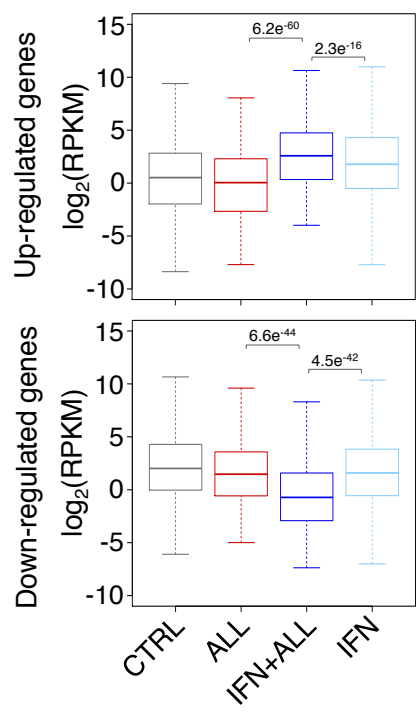 Up-regulated genes
log₂(RPKM)
15
10
5
0
-5
-10
6.2e⁻⁶⁰
2.3e⁻¹⁶
Down-regulated genes
log₂(RPKM)
15
10
5
0
-5
-10
6.6e⁻⁴⁴
4.5e⁻⁴²
CTRL
ALL
IFN+ALL
IFN